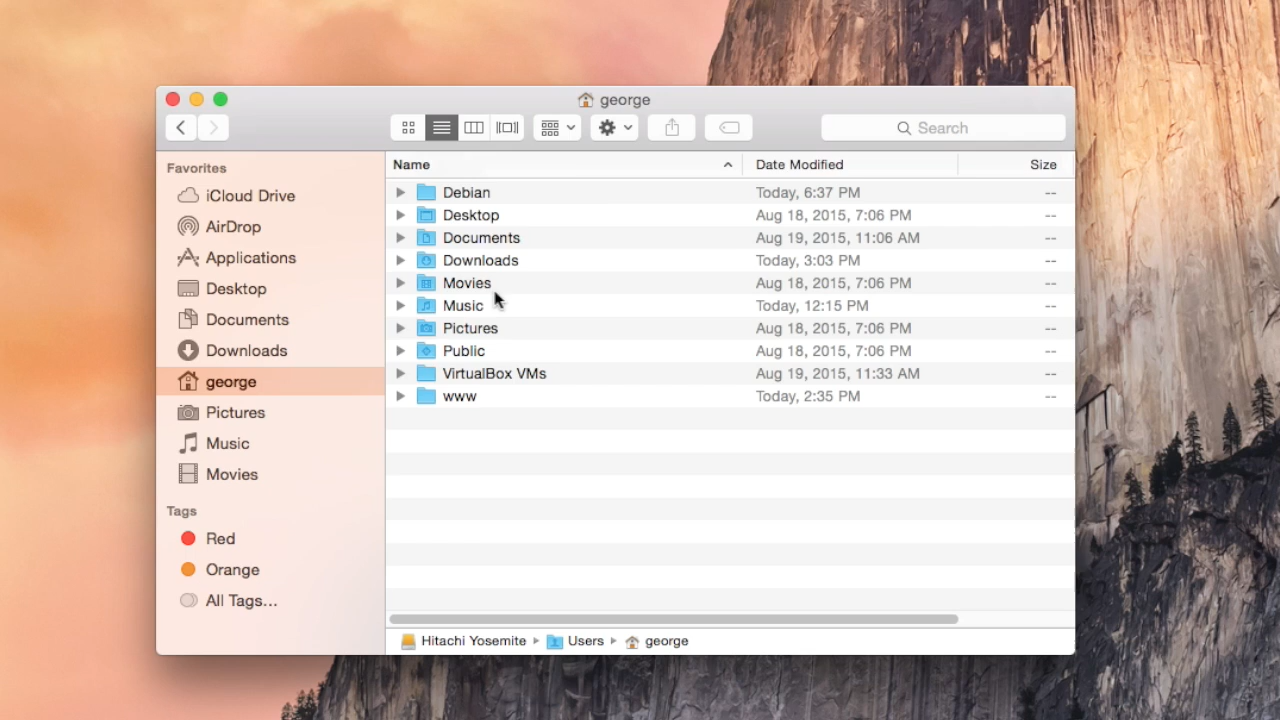 george
Search
Favorites
iCloud Drive
AirDrop
Applications
Desktop
Documents
Downloads
george
Pictures
Music
Movies
Tags
Red
Orange
All Tags...
Name Date Modified Size
Debian Today, 6:37 PM --
Desktop Aug 18, 2015, 7:06 PM --
Documents Aug 19, 2015, 11:06 AM --
Downloads Today, 3:03 PM --
Movies Aug 18, 2015, 7:06 PM --
Music Today, 12:15 PM --
Pictures Aug 18, 2015, 7:06 PM --
Public Aug 18, 2015, 7:06 PM --
VirtualBox VMs Aug 19, 2015, 11:33 AM --
www Today, 2:35 PM --
Hitachi Yosemite Users george